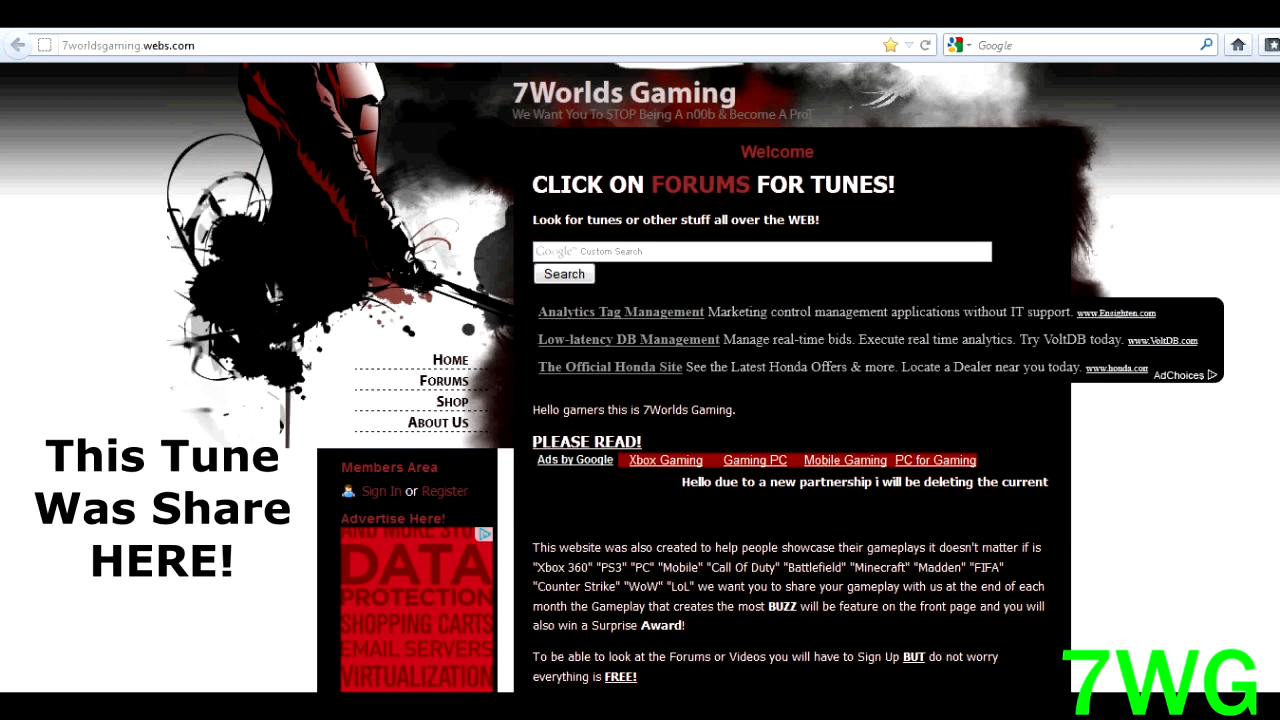 7worldsgaming.webs.com
Google
7Worlds Gaming
We Want You To STOP Being A n00b & Become A Pro
Welcome
CLICK ON FORUMS FOR TUNES!
Look for tunes or other stuff all over the WEB!
Google™ Custom Search
Search
Analytics Tag Management Marketing control management applications without IT support. www.Ensighten.com
Low-latency DB Management Manage real-time bids. Execute real time analytics. Try VoltDB today. www.VoltDB.com
The Official Honda Site See the Latest Honda Offers & more. Locate a Dealer near you today. www.honda.com
AdChoices
HOME
FORUMS
SHOP
ABOUT US
Hello gamers this is 7Worlds Gaming.
PLEASE READ!
Ads by Google Xbox Gaming Gaming PC Mobile Gaming PC for Gaming
Hello due to a new partnership i will be deleting the current
This Tune
Was Share
HERE!
Members Area
Sign In or Register
Advertise Here!
AND MORE
DATA
PROTECTION
SHOPPING CARTS
EMAIL SERVERS
VIRTUALIZATION
This website was also created to help people showcase their gameplays it doesn't matter if is
"Xbox 360" "PS3" "PC" "Mobile" "Call Of Duty" "Battlefield" "Minecraft" "Madden" "FIFA"
"Counter Strike" "WoW" "LoL" we want you to share your gameplay with us at the end of each
month the Gameplay that creates the most BUZZ will be feature on the front page and you will
also win a Surprise Award!
To be able to look at the Forums or Videos you will have to Sign Up BUT do not worry
everything is FREE!
7WG